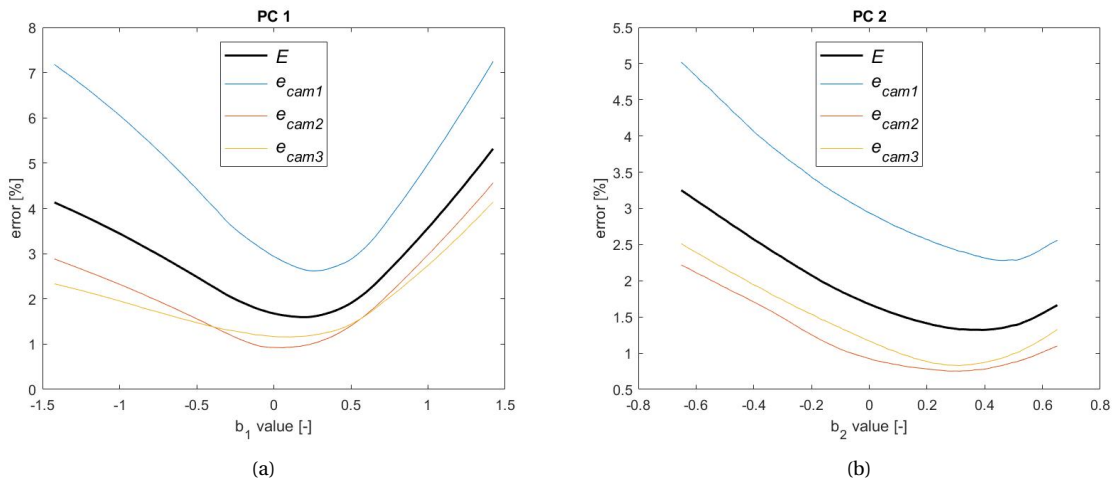 PC 1
8
7
6
5
4
3
2
1
0
error [%]
E
e_cam1
e_cam2
e_cam3
-1.5 -1 -0.5 0 0.5 1 1.5
b_1 value [-]
(a)
PC 2
5.5
5
4.5
4
3.5
3
2.5
2
1.5
1
0.5
error [%]
E
e_cam1
e_cam2
e_cam3
-0.8 -0.6 -0.4 -0.2 0 0.2 0.4 0.6 0.8
b_2 value [-]
(b)